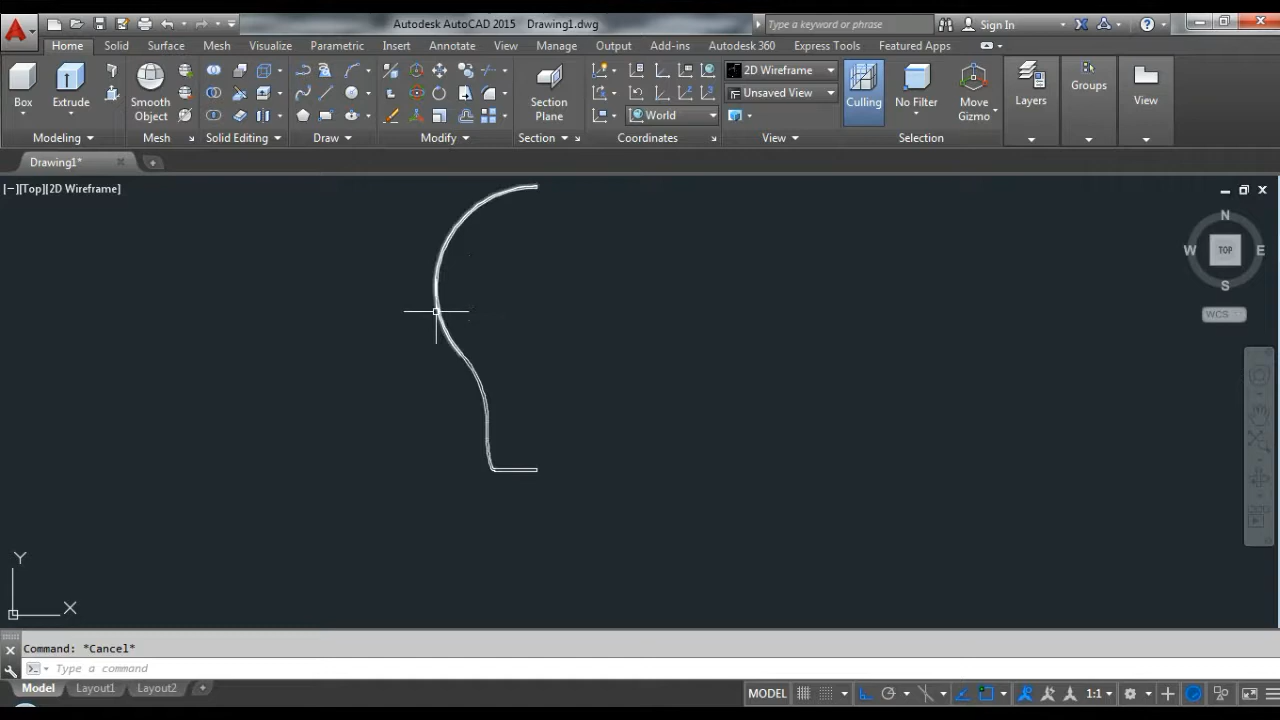 Autodesk AutoCAD 2015 Drawing1.dwg
Type a keyword or phrase
Sign In
Home Solid Surface Mesh Visualize Parametric Insert Annotate View Manage Output Add-ins Autodesk 360 Express Tools Featured Apps
2D Wireframe
Unsaved View
World
Box
Extrude
Smooth
Object
Section
Plane
Culling
No Filter
Move
Gizmo
Layers
Groups
View
Modeling
Mesh
Solid Editing
Draw
Modify
Section
Coordinates
View
Selection
Drawing1*
[−][Top][2D Wireframe]
N
W
TOP
E
S
WCS
Y
X
Command: *Cancel*
Type a command
Model Layout1 Layout2
MODEL
1:1